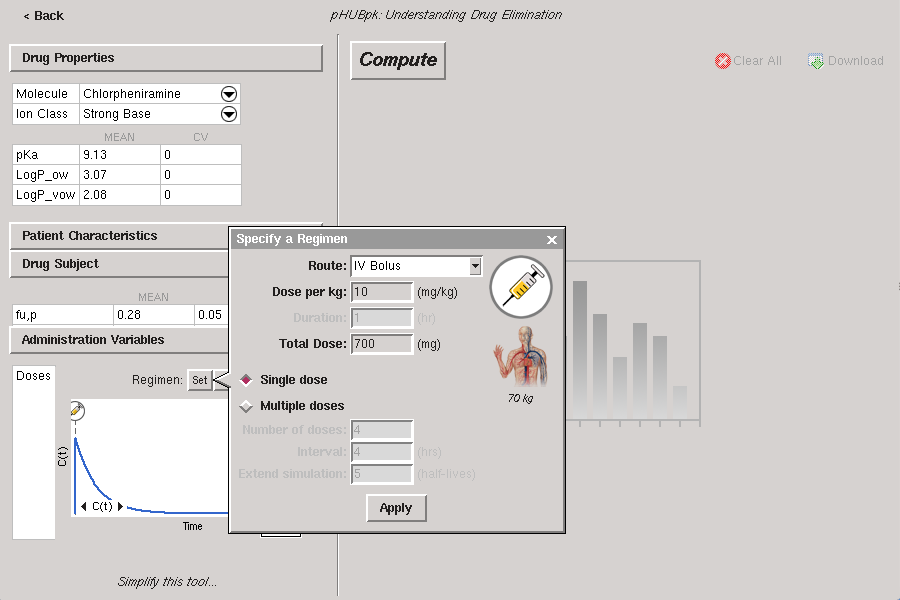 < Back
pHUBpk: Understanding Drug Elimination
Drug Properties
Compute
Clear All
Download
Molecule Chlorpheniramine
Ion Class Strong Base
MEAN CV
pKa 9.13 0
LogP_ow 3.07 0
LogP_vow 2.08 0
Patient Characteristics
Drug Subject
MEAN
fu,p 0.28 0.05
Administration Variables
Doses
Regimen: Set
C(t)
C(t)
Time
Simplify this tool...
Specify a Regimen
Route: IV Bolus
Dose per kg: 10 (mg/kg)
Duration: 1 (hr)
Total Dose: 700 (mg)
70 kg
Single dose
Multiple doses
Number of doses: 4
Interval: 4 (hrs)
Extend simulation: 5 (half-lives)
Apply